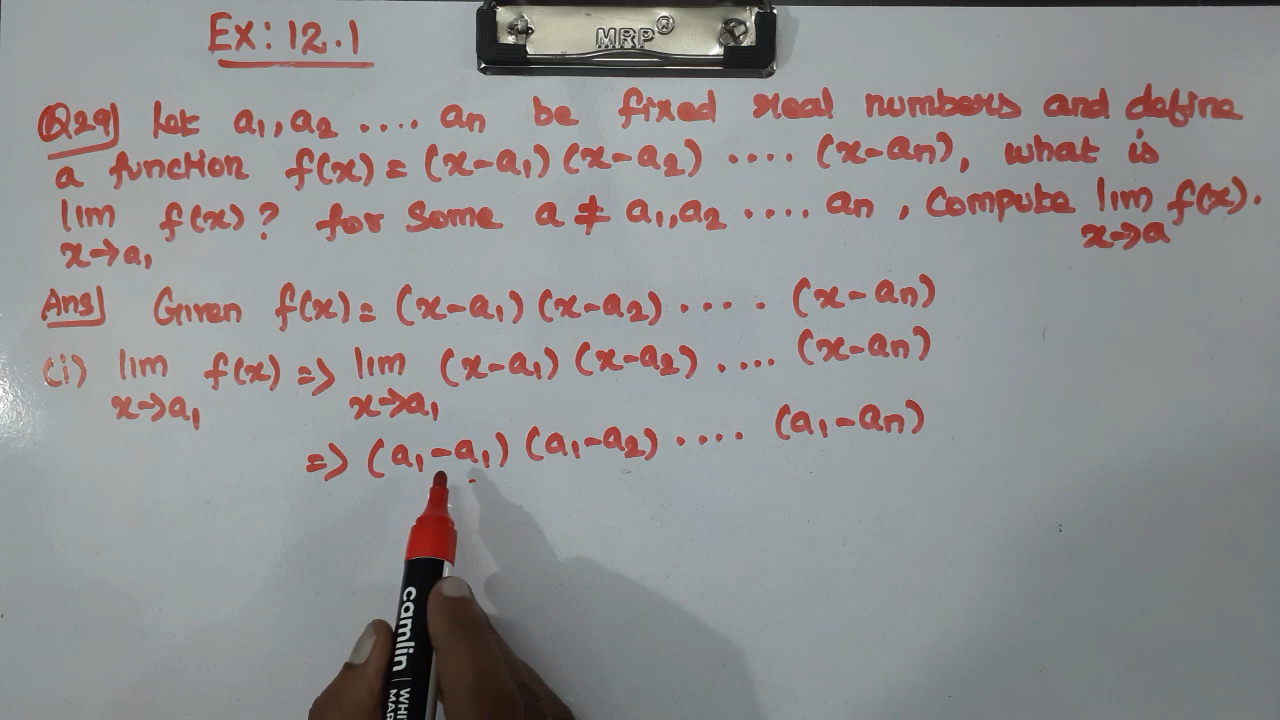 MRP®
Ex: 12.1
Q29) Let a₁, a₂ .... an be fixed real numbers and define
a function f(x) = (x-a₁) (x-a₂) .... (x-an), what is
lim x→a₁ f(x)? for some a ≠ a₁, a₂ .... an, compute lim x→a f(x).
Ans) Given f(x) = (x-a₁) (x-a₂) .... (x-an)
(i) lim x→a₁ f(x) => lim x→a₁ (x-a₁) (x-a₂) .... (x-an)
=> (a₁-a₁) (a₁-a₂) .... (a₁-an)
camlin